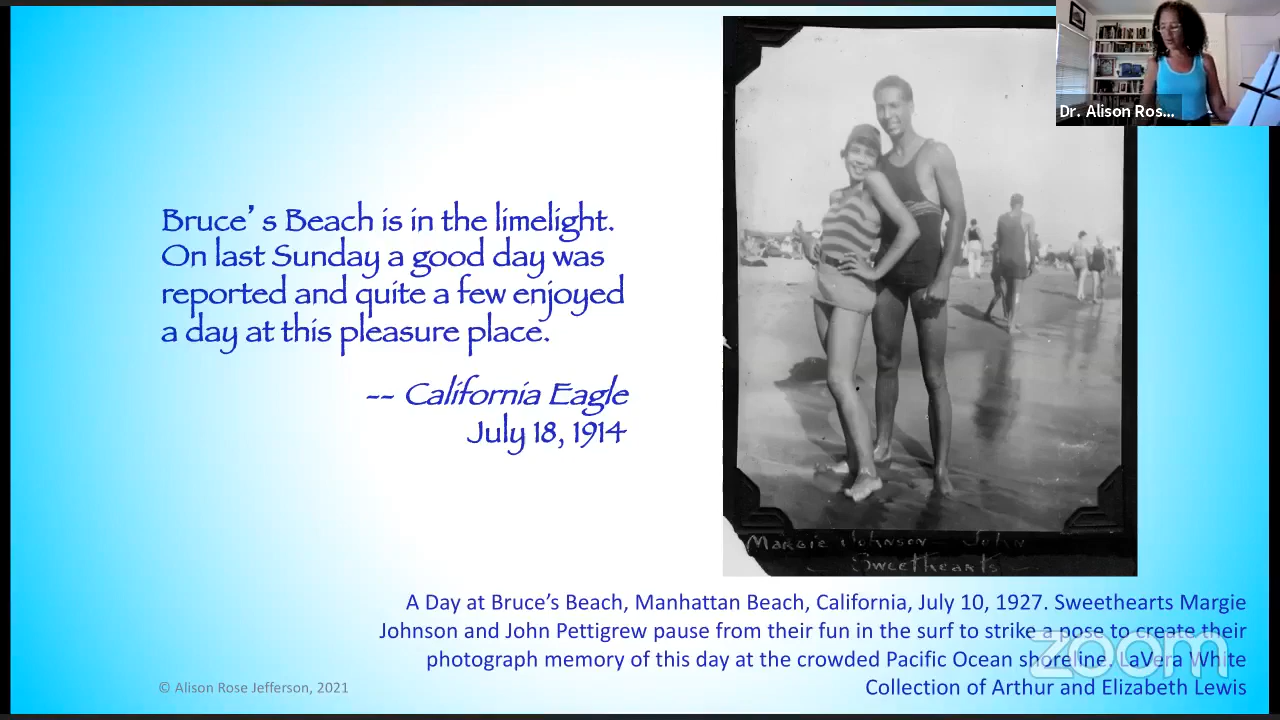 Dr. Alison Ros...
Bruce's Beach is in the limelight.
On last Sunday a good day was
reported and quite a few enjoyed
a day at this pleasure place.
-- California Eagle
July 18, 1914
Margie Johnson - John
Sweethearts
A Day at Bruce's Beach, Manhattan Beach, California, July 10, 1927. Sweethearts Margie
Johnson and John Pettigrew pause from their fun in the surf to strike a pose to create their
photograph memory of this day at the crowded Pacific Ocean shoreline. LaVera White
Collection of Arthur and Elizabeth Lewis
zoom
© Alison Rose Jefferson, 2021